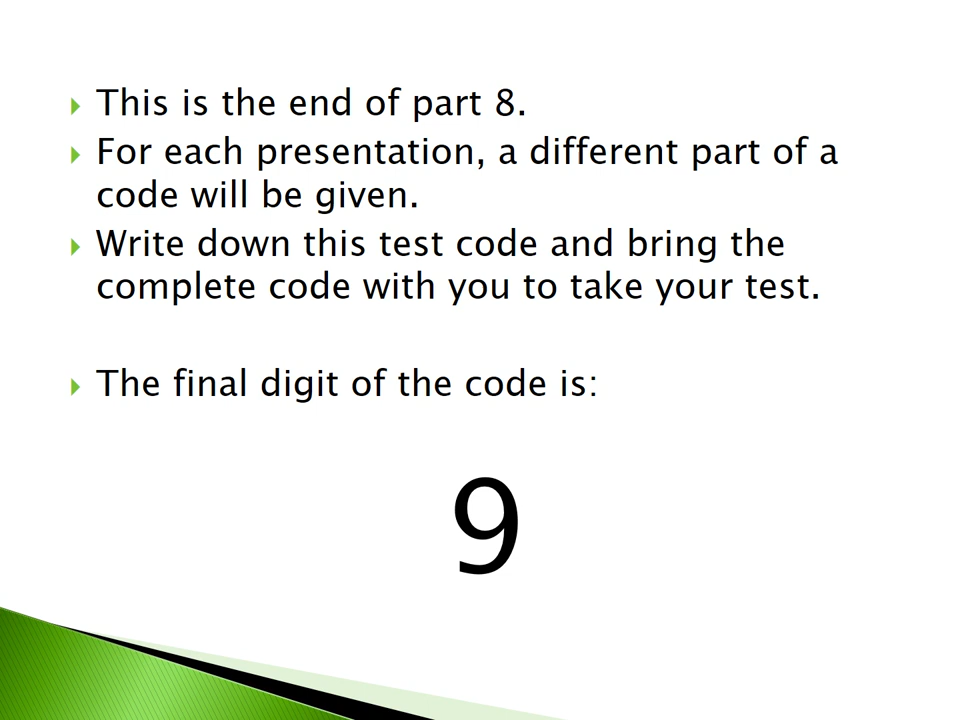 This is the end of part 8.
For each presentation, a different part of a
code will be given.
Write down this test code and bring the
complete code with you to take your test.
The final digit of the code is:
9